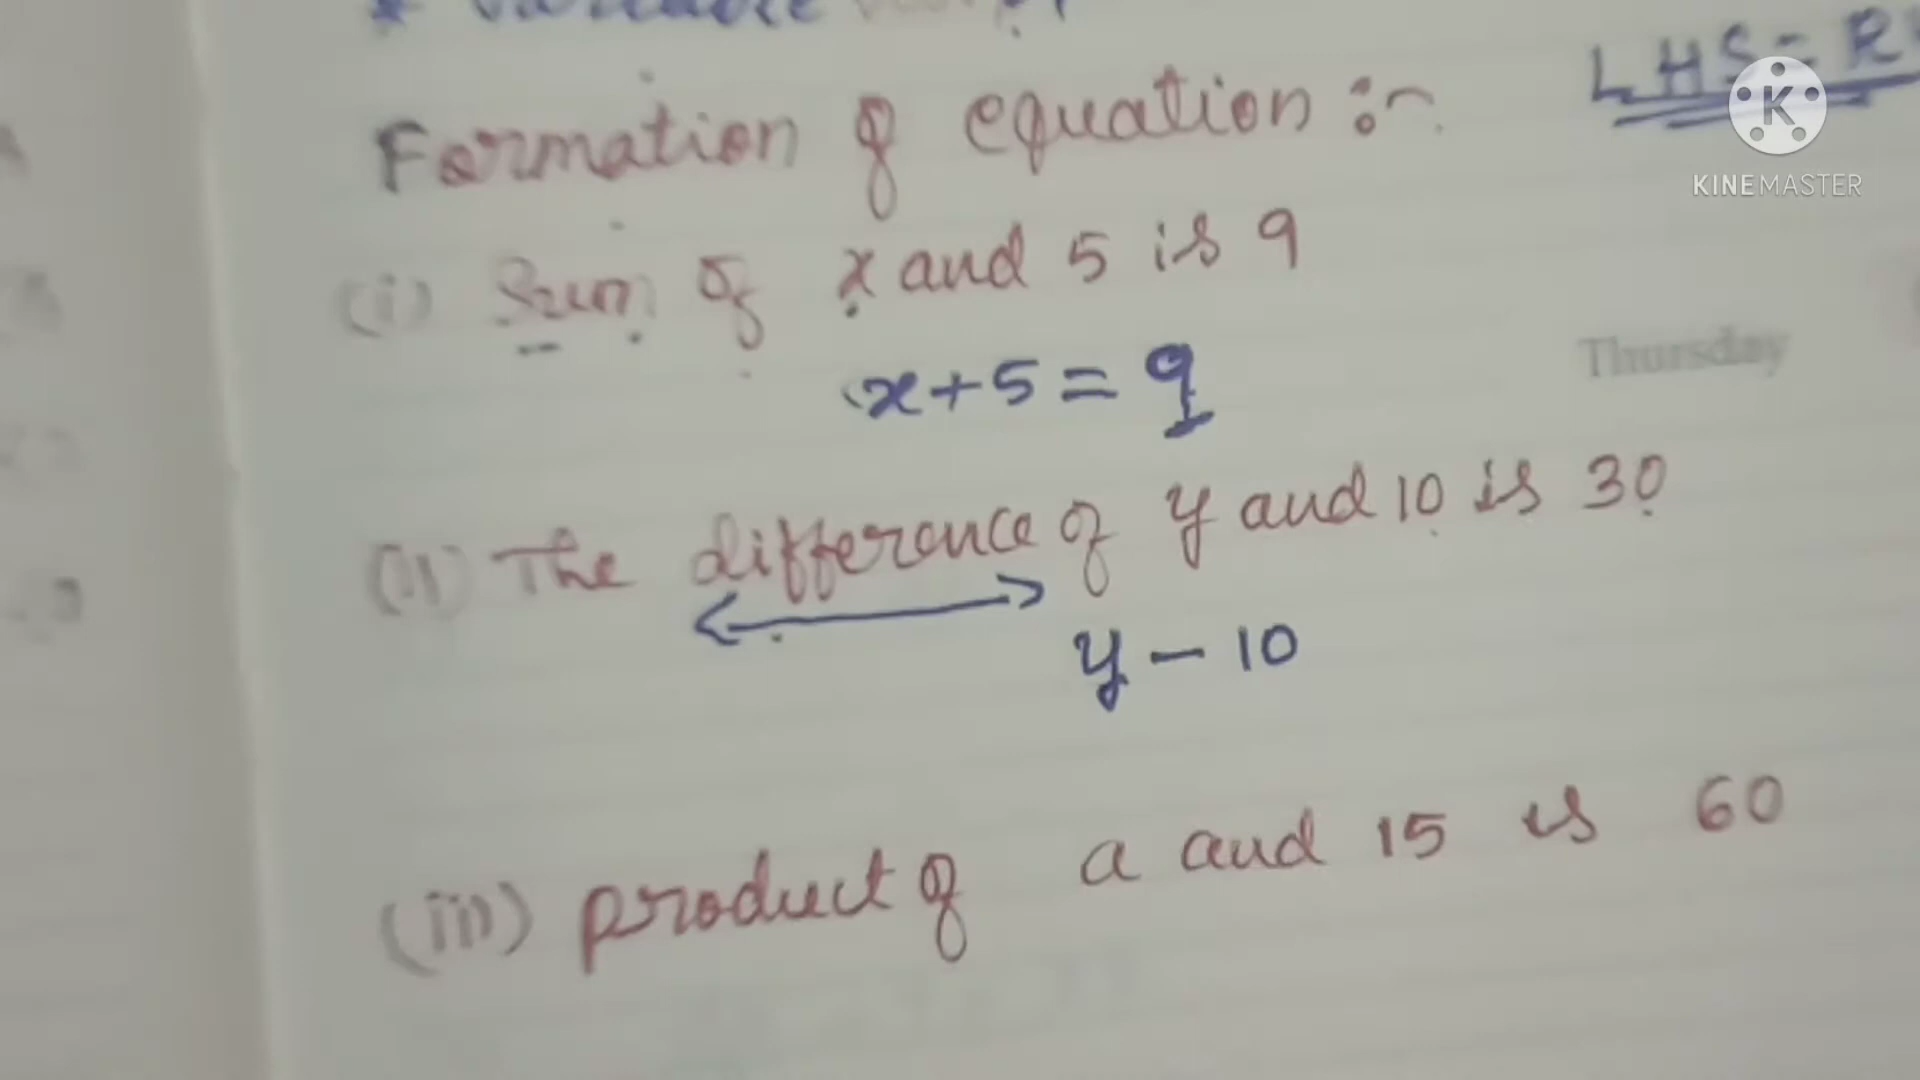 * variable
LHS = R
Formation of equation :-
(i) Sum of x and 5 is 9
x + 5 = 9
Thursday
(ii) The difference of y and 10 is 30
y - 10
(iii) product of a and 15 is 60
K
KINEMASTER